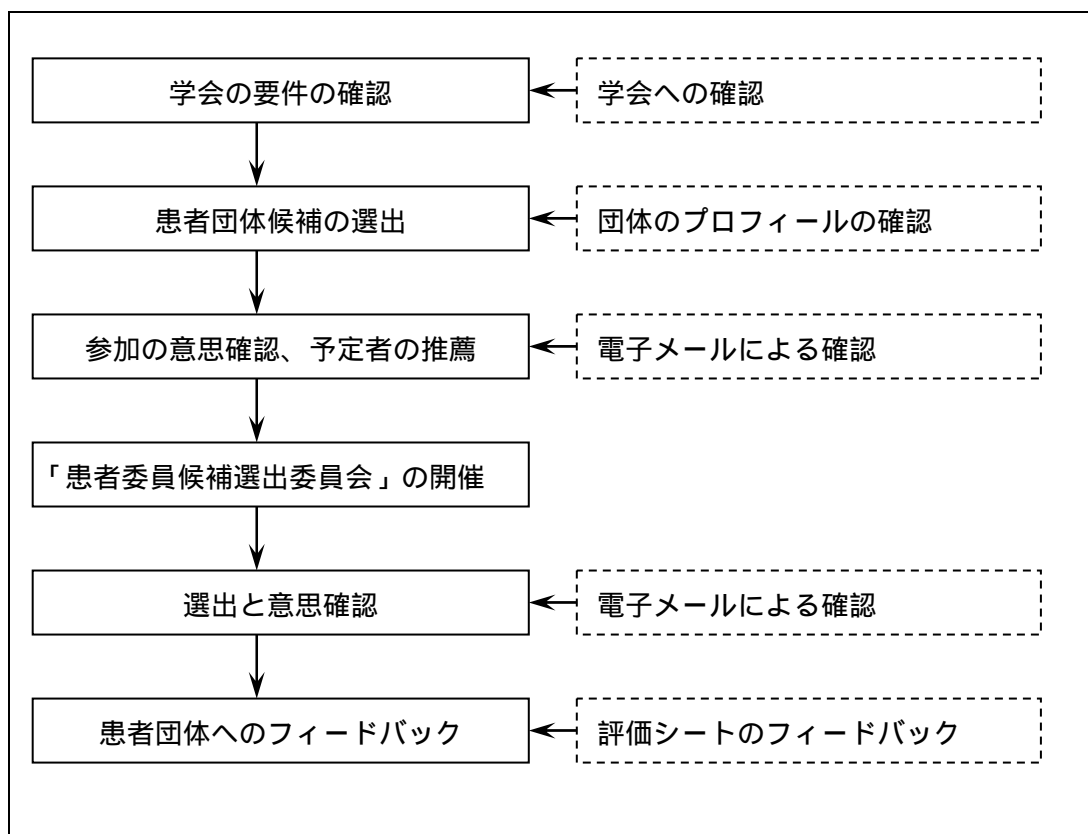 学会の要件の確認
学会への確認
患者団体候補の選出
団体のプロフィールの確認
参加の意思確認、予定者の推薦
電子メールによる確認
「患者委員候補選出委員会」の開催
選出と意思確認
電子メールによる確認
患者団体へのフィードバック
評価シートのフィードバック